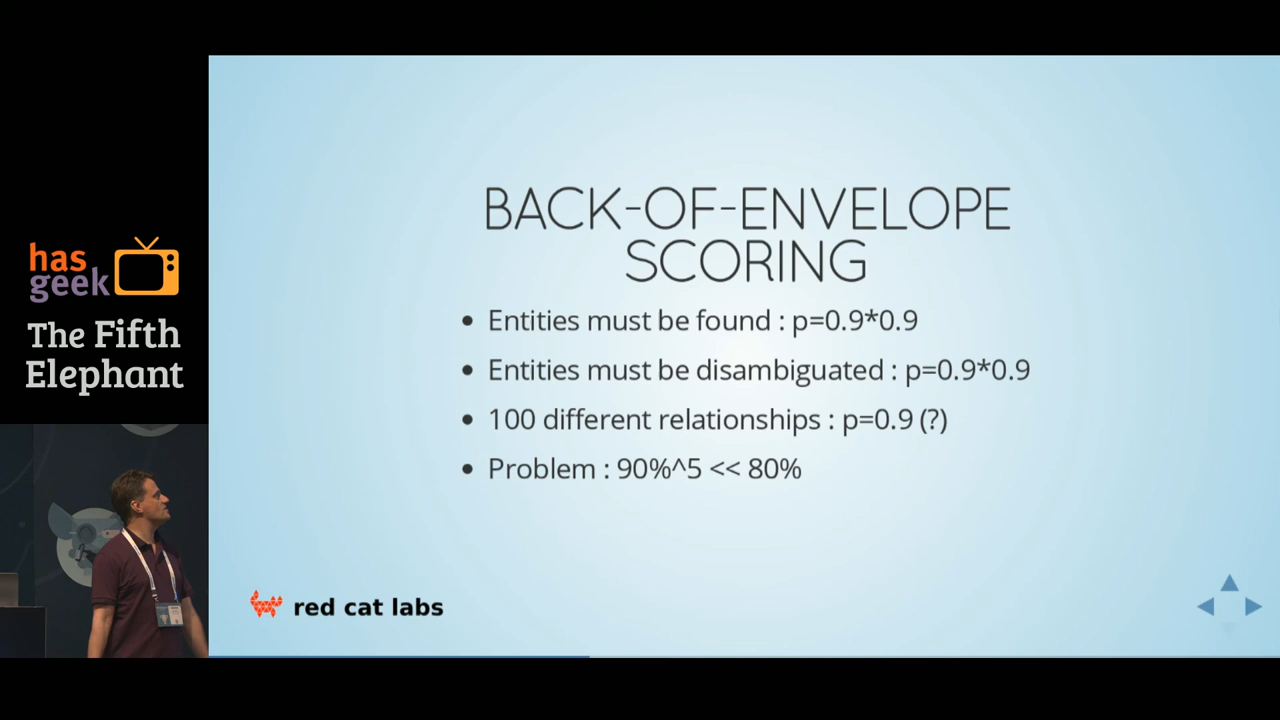 has
geek
The Fifth
Elephant
BACK-OF-ENVELOPE
SCORING
Entities must be found : p=0.9*0.9
Entities must be disambiguated : p=0.9*0.9
100 different relationships : p=0.9 (?)
Problem : 90%^5 << 80%
red cat labs